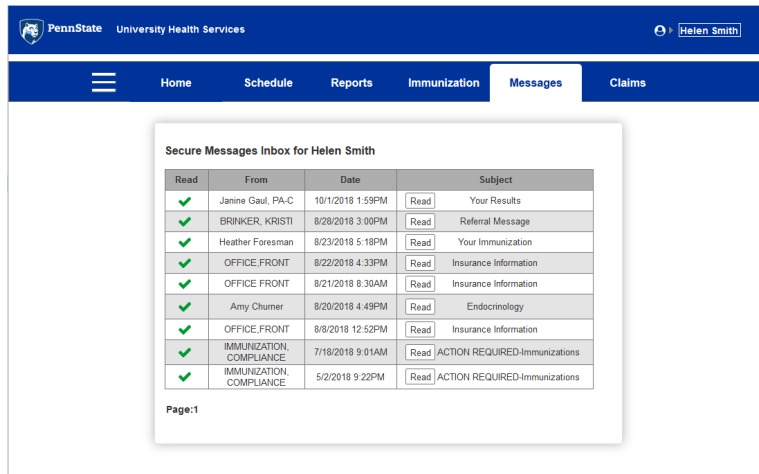 PennState University Health Services Helen Smith
Home Schedule Reports Immunization Messages Claims
Secure Messages Inbox for Helen Smith
Read From Date Subject
Janine Gaul, PA-C 10/1/2018 1:59PM Read Your Results
BRINKER, KRISTI 8/28/2018 3:00PM Read Referral Message
Heather Foresman 8/23/2018 5:18PM Read Your Immunization
OFFICE,FRONT 8/22/2018 4:33PM Read Insurance Information
OFFICE FRONT 8/21/2018 8:30AM Read Insurance Information
Amy Chumer 8/20/2018 4:49PM Read Endocrinology
OFFICE,FRONT 8/8/2018 12:52PM Read Insurance Information
IMMUNIZATION,
COMPLIANCE 7/18/2018 9:01AM Read ACTION REQUIRED-Immunizations
IMMUNIZATION,
COMPLIANCE 5/2/2018 9:22PM Read ACTION REQUIRED-Immunizations
Page:1